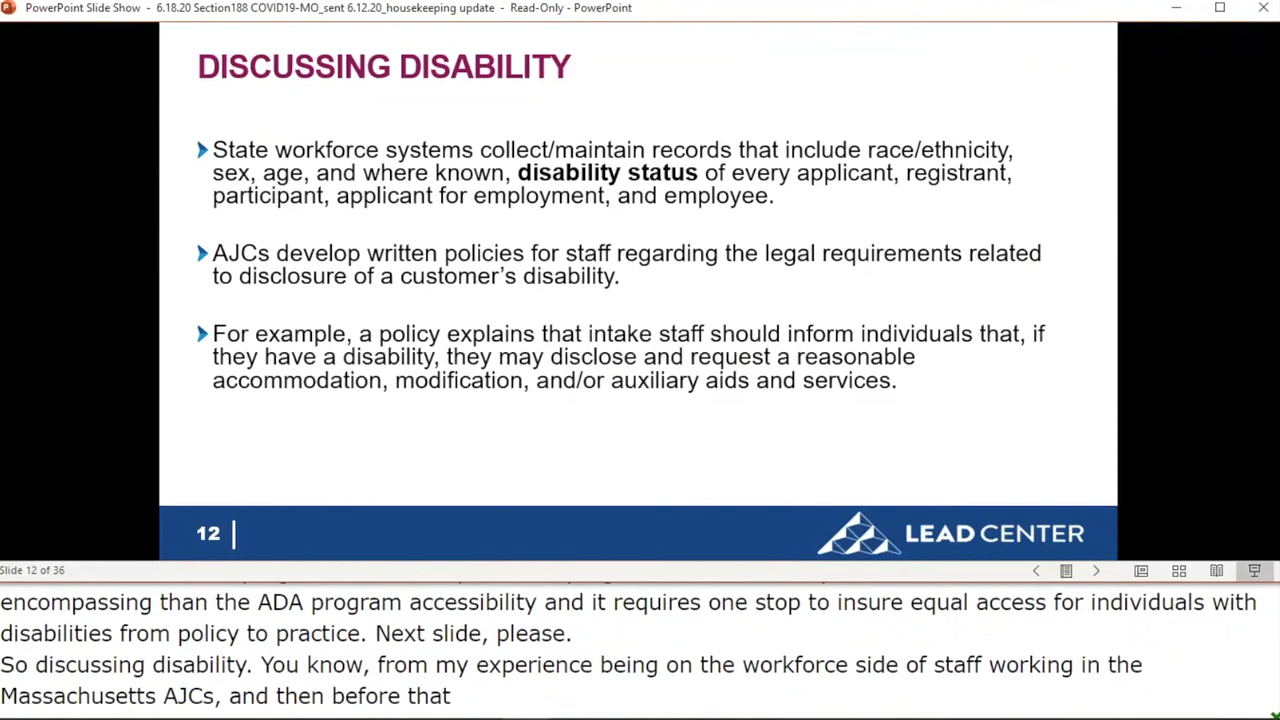 PowerPoint Slide Show - 6.18.20 Section188 COVID19-MO_sent 6.12.20_housekeeping update - Read-Only - PowerPoint
DISCUSSING DISABILITY
State workforce systems collect/maintain records that include race/ethnicity,
sex, age, and where known, disability status of every applicant, registrant,
participant, applicant for employment, and employee.
AJCs develop written policies for staff regarding the legal requirements related
to disclosure of a customer's disability.
For example, a policy explains that intake staff should inform individuals that, if
they have a disability, they may disclose and request a reasonable
accommodation, modification, and/or auxiliary aids and services.
12
LEAD CENTER
Slide 12 of 36
encompassing than the ADA program accessibility and it requires one stop to insure equal access for individuals with
disabilities from policy to practice. Next slide, please.
So discussing disability. You know, from my experience being on the workforce side of staff working in the
Massachusetts AJCs, and then before that